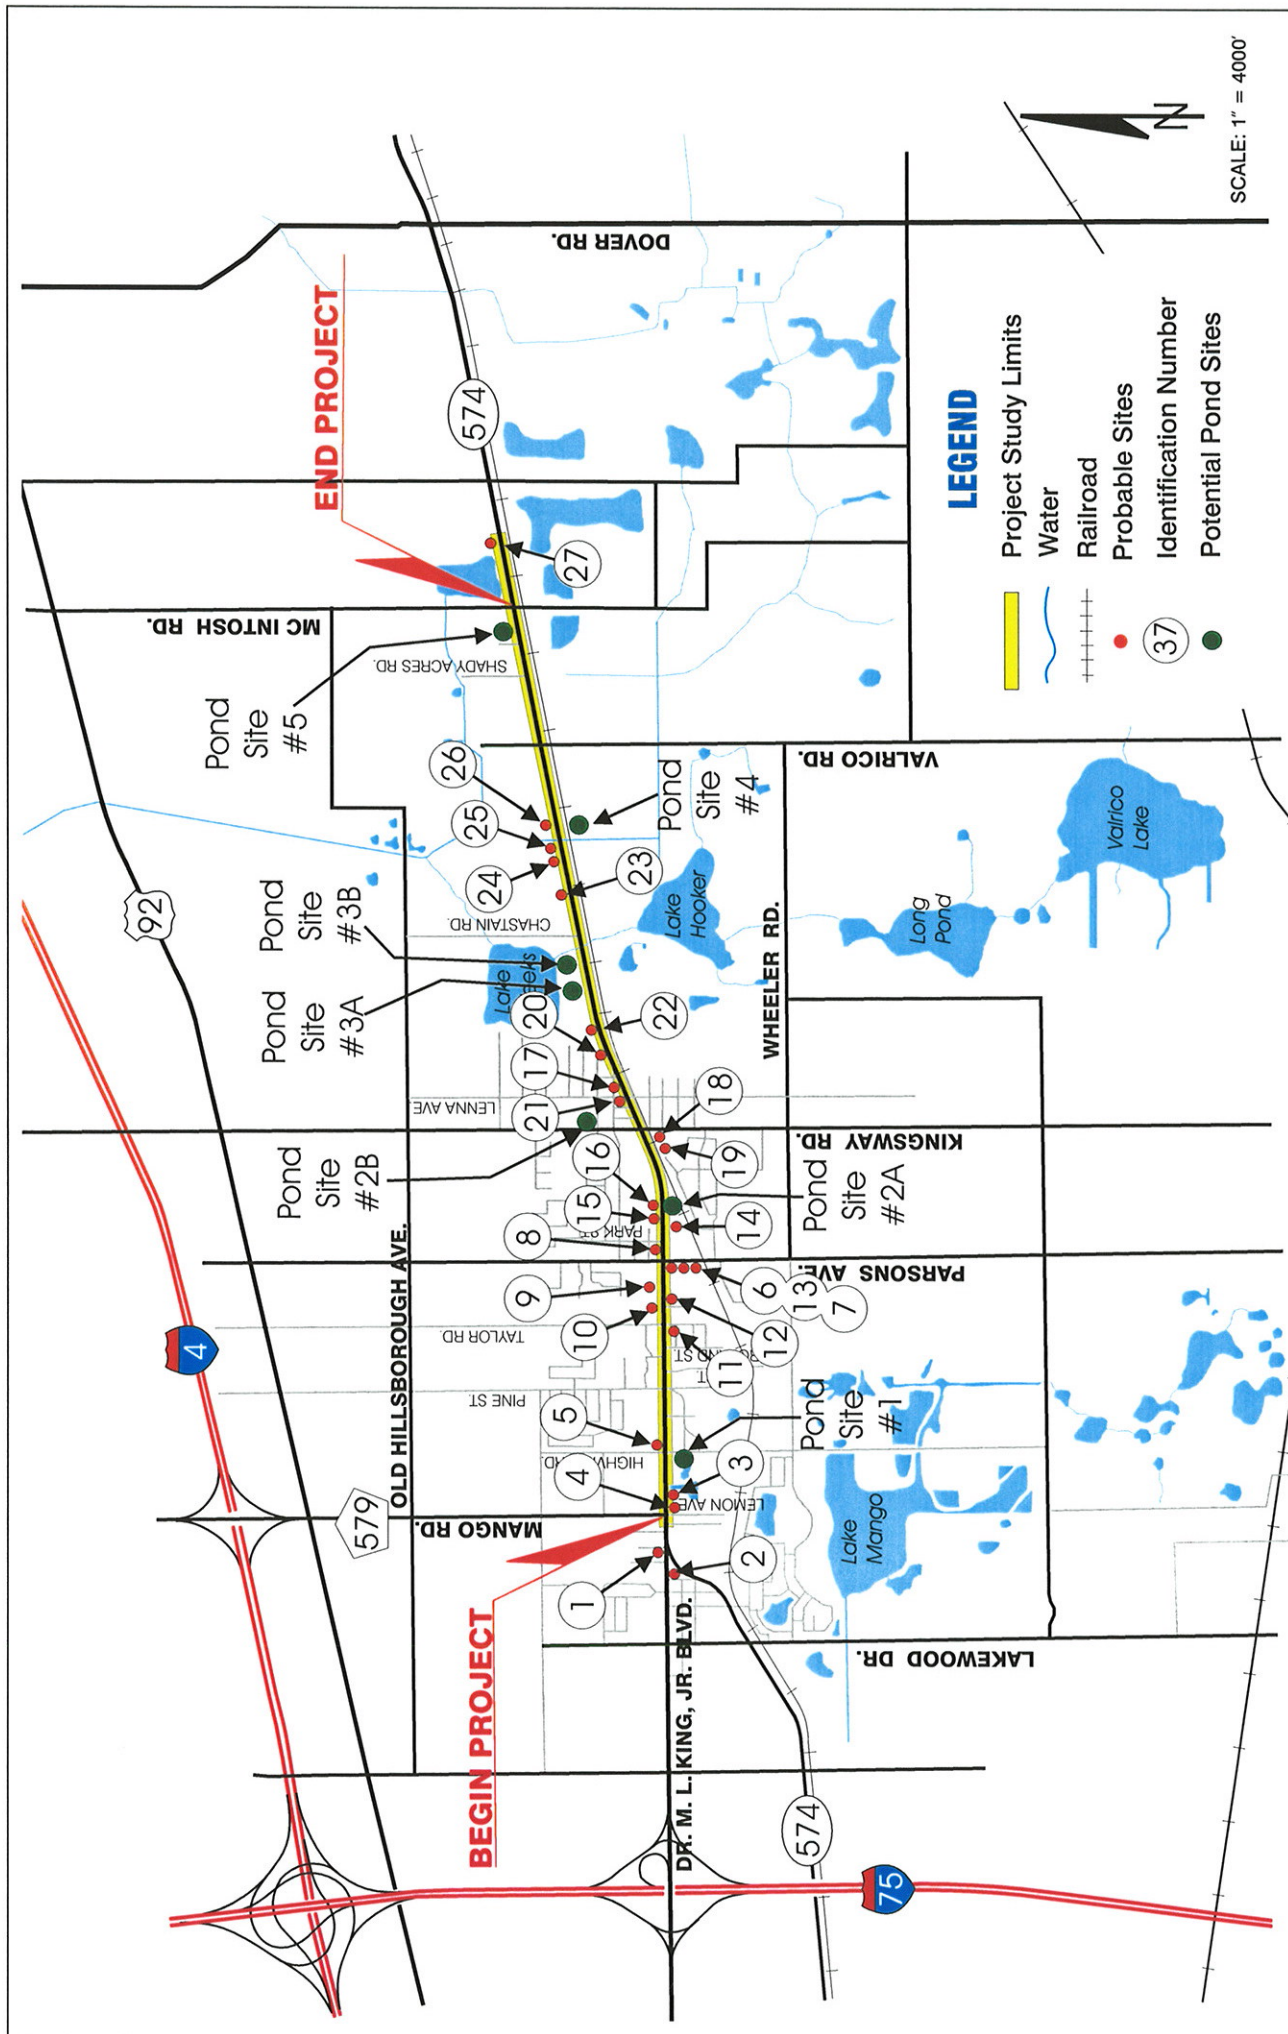 END PROJECT
BEGIN PROJECT
4
92
579
574
574
75
MC INTOSH RD.
DOVER RD.
SHADY ACRES RD.
OLD HILLSBOROUGH AVE.
CHASTAIN RD.
LENNA AVE.
TAYLOR RD.
PINE ST.
MANGO RD.
LEMON AVE.
DR. M. L. KING, JR. BLVD.
LAKEWOOD DR.
PARSONS AVE.
KINGSWAY RD.
WHEELER RD.
VALRICO RD.
Pond
Site
#5
Pond
Site
#3B
Pond
Site
#3A
Pond
Site
#2B
Pond
Site
#4
Pond
Site
#2A
Pond
Site
#1
Lake
Lake
Hooker
Long
Pond
Valrico
Lake
Lake
Mango
1
2
3
4
5
6
13
7
8
9
10
11
12
14
15
16
17
18
19
20
21
22
23
24
25
26
27
LEGEND
Project Study Limits
Water
Railroad
Probable Sites
37
Identification Number
Potential Pond Sites
N
SCALE: 1" = 4000'